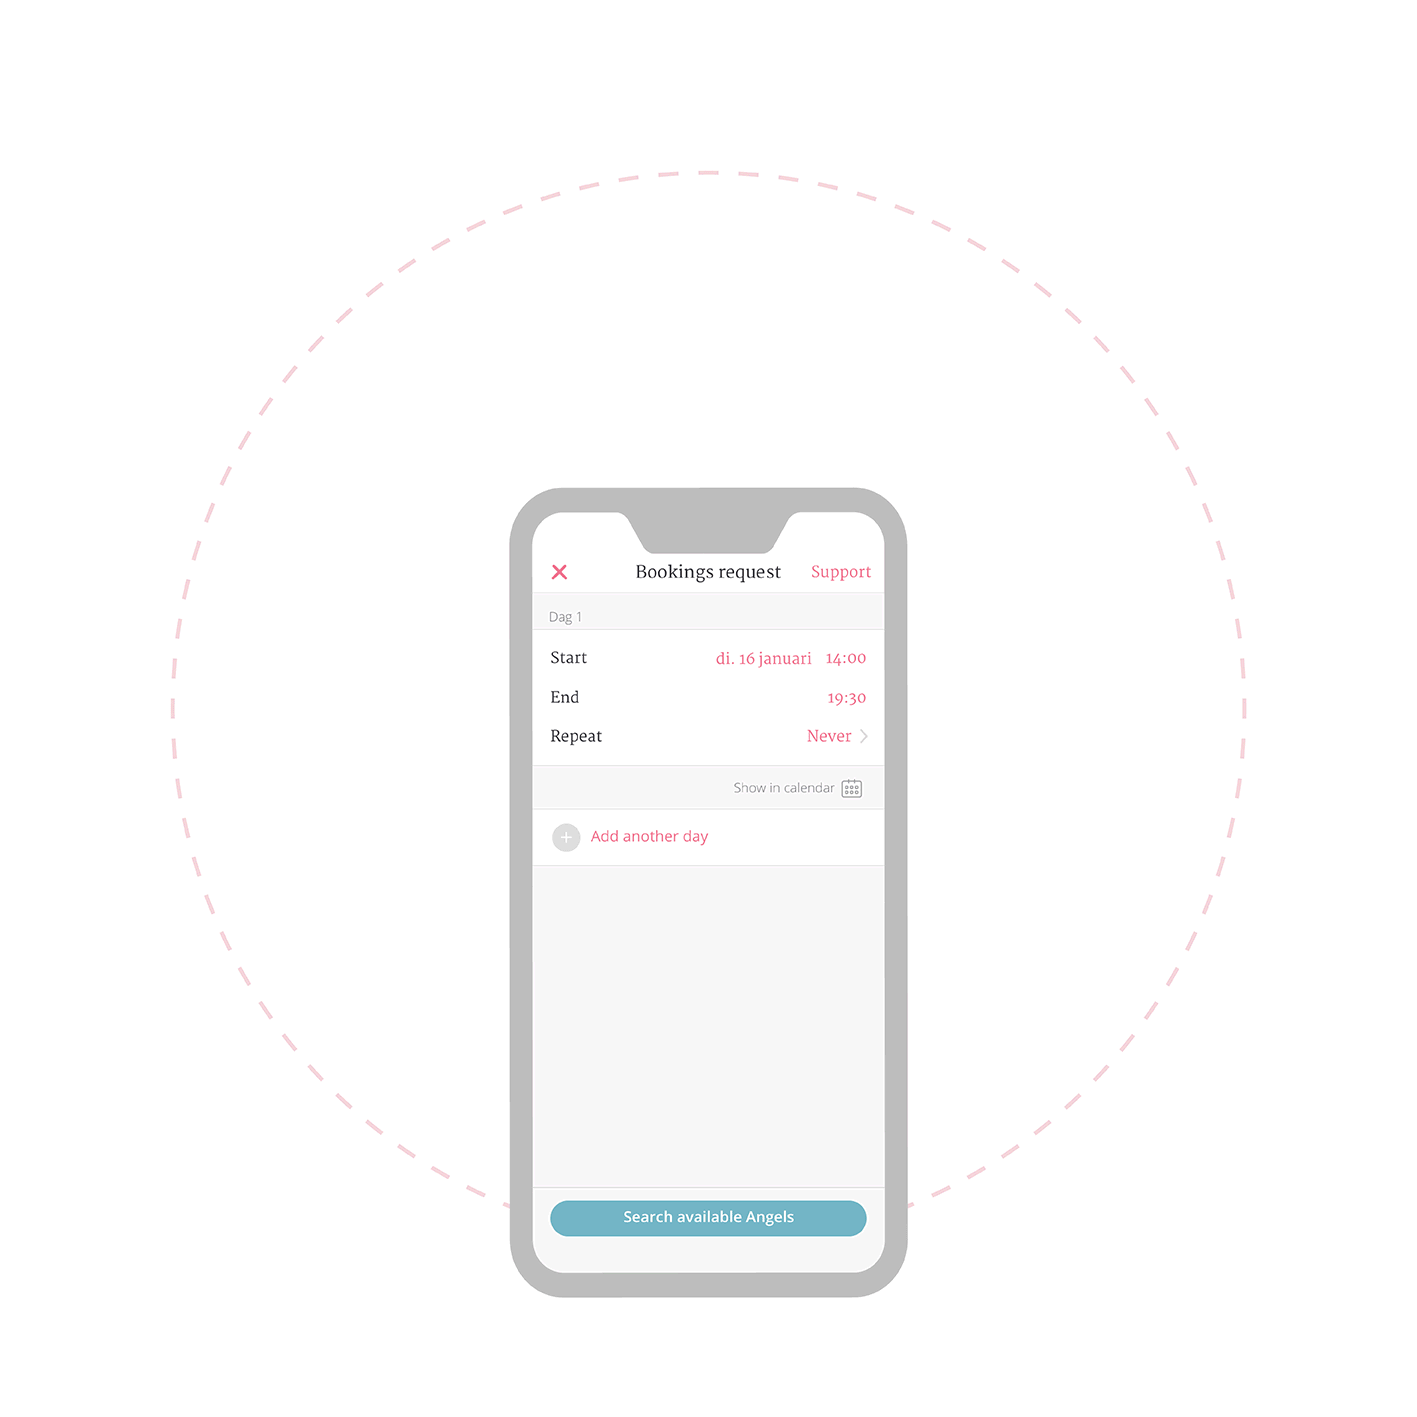 Bookings request Support
Dag 1
Start di. 16 januari 14:00
End 19:30
Repeat Never
Show in calendar
Add another day
Search available Angels